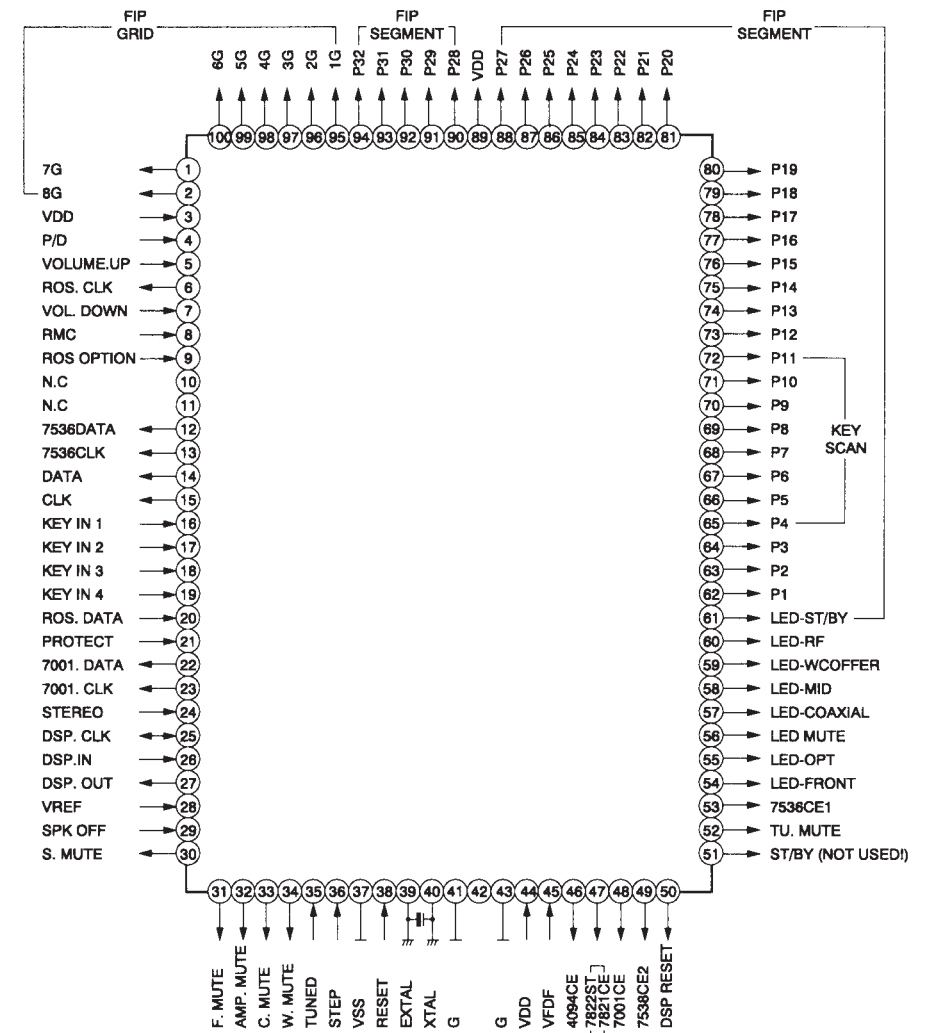 FIP
GRID
FIP
SEGMENT
FIP
SEGMENT
6G
5G
4G
3G
2G
1G
P32
P31
P30
P29
P28
VDD
P27
P26
P25
P24
P23
P22
P21
P20
100 99 98 97 96 95 94 93 92 91 90 89 88 87 86 85 84 83 82 81
7G 1
8G 2
VDD 3
P/D 4
VOLUME.UP 5
ROS. CLK 6
VOL. DOWN 7
RMC 8
ROS OPTION 9
N.C 10
N.C 11
7536DATA 12
7536CLK 13
DATA 14
CLK 15
KEY IN 1 16
KEY IN 2 17
KEY IN 3 18
KEY IN 4 19
ROS. DATA 20
PROTECT 21
7001. DATA 22
7001. CLK 23
STEREO 24
DSP. CLK 25
DSP.IN 26
DSP. OUT 27
VREF 28
SPK OFF 29
S. MUTE 30
80 P19
79 P18
78 P17
77 P16
76 P15
75 P14
74 P13
73 P12
72 P11
71 P10
70 P9
69 P8
68 P7
67 P6
66 P5
65 P4
64 P3
63 P2
62 P1
61 LED-ST/BY
60 LED-RF
59 LED-WCOFFER
58 LED-MID
57 LED-COAXIAL
56 LED MUTE
55 LED-OPT
54 LED-FRONT
53 7536CE1
52 TU. MUTE
51 ST/BY (NOT USED!)
KEY
SCAN
31 32 33 34 35 36 37 38 39 40 41 42 43 44 45 46 47 48 49 50
F. MUTE
AMP. MUTE
C. MUTE
W. MUTE
TUNED
STEP
VSS
RESET
EXTAL
XTAL
G
G
VDD
VFDF
4094CE
7822ST
7821CE
7001CE
7538CE2
DSP RESET